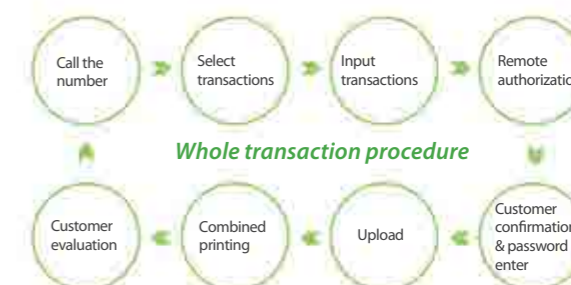 Call the
number
Select
transactions
Input
transactions
Remote
authorizatio
Whole transaction procedure
Customer
evaluation
Combined
printing
Upload
Customer
confirmation
& password
enter